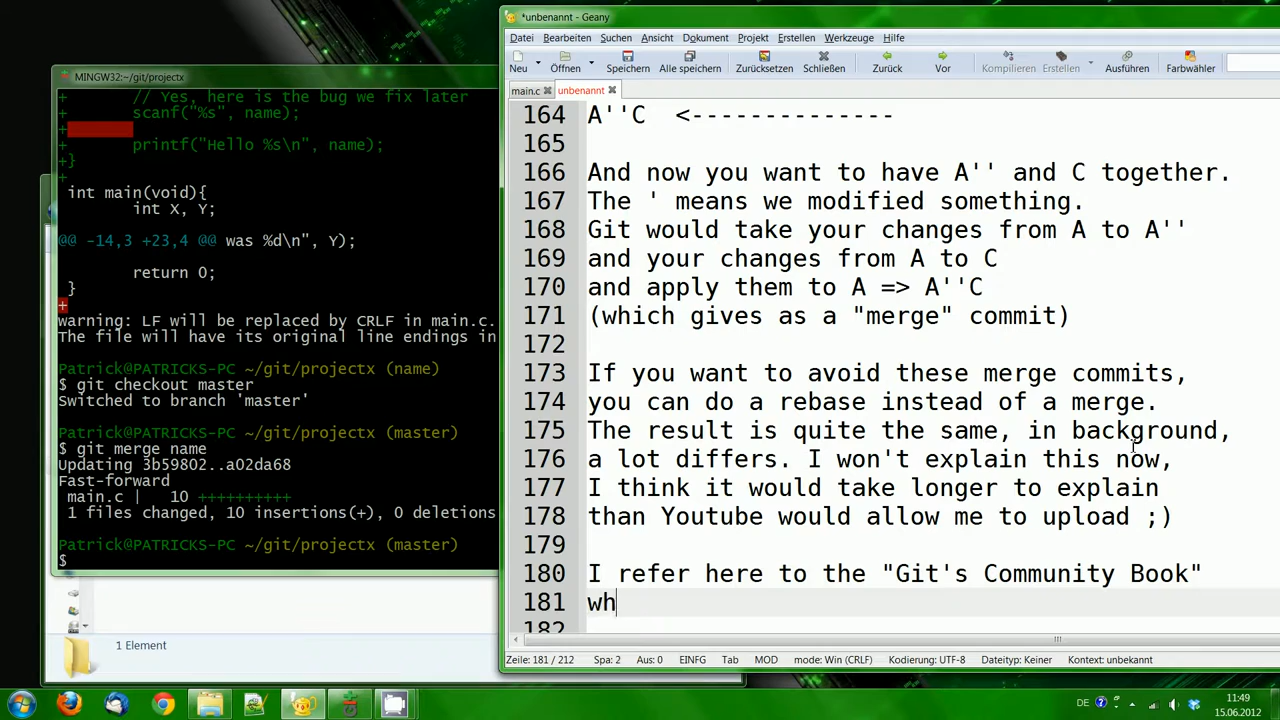 *unbenannt - Geany
Datei Bearbeiten Suchen Ansicht Dokument Projekt Erstellen Werkzeuge Hilfe
Neu Öffnen Speichern Alle speichern Zurücksetzen Schließen Zurück Vor Kompilieren Erstellen Ausführen Farbwähler
main.c unbenannt
164 A''C <--------------
165
166 And now you want to have A'' and C together.
167 The ' means we modified something.
168 Git would take your changes from A to A''
169 and your changes from A to C
170 and apply them to A => A''C
171 (which gives as a "merge" commit)
172
173 If you want to avoid these merge commits,
174 you can do a rebase instead of a merge.
175 The result is quite the same, in background,
176 a lot differs. I won't explain this now,
177 I think it would take longer to explain
178 than Youtube would allow me to upload ;)
179
180 I refer here to the "Git's Community Book"
181 wh
182
Zeile: 181 / 212 Spa: 2 Aus: 0 EINFG Tab MOD mode: Win (CRLF) Kodierung: UTF-8 Dateityp: Keiner Kontext: unbekannt
MINGW32:~/git/projectx
+ // Yes, here is the bug we fix later
+ scanf("%s", name);
+
+ printf("Hello %s\n", name);
+}
+
int main(void){
int X, Y;
@@ -14,3 +23,4 @@ was %d\n", Y);
return 0;
}
+
warning: LF will be replaced by CRLF in main.c.
The file will have its original line endings in
Patrick@PATRICKS-PC ~/git/projectx (name)
$ git checkout master
Switched to branch 'master'
Patrick@PATRICKS-PC ~/git/projectx (master)
$ git merge name
Updating 3b59802..a02da68
Fast-forward
main.c | 10 ++++++++++
1 files changed, 10 insertions(+), 0 deletions
Patrick@PATRICKS-PC ~/git/projectx (master)
$
1 Element
DE
11:49
15.06.2012